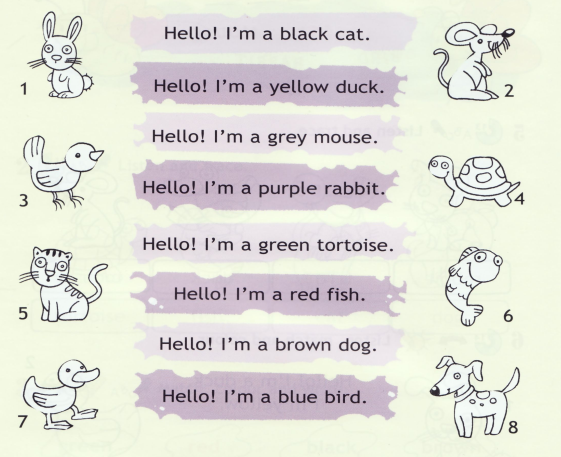 Hello! I'm a black cat.
1
2
Hello! I'm a yellow duck.
Hello! I'm a grey mouse.
3
Hello! I'm a purple rabbit.
4
Hello! I'm a green tortoise.
5
Hello! I'm a red fish.
6
Hello! I'm a brown dog.
7
Hello! I'm a blue bird.
8